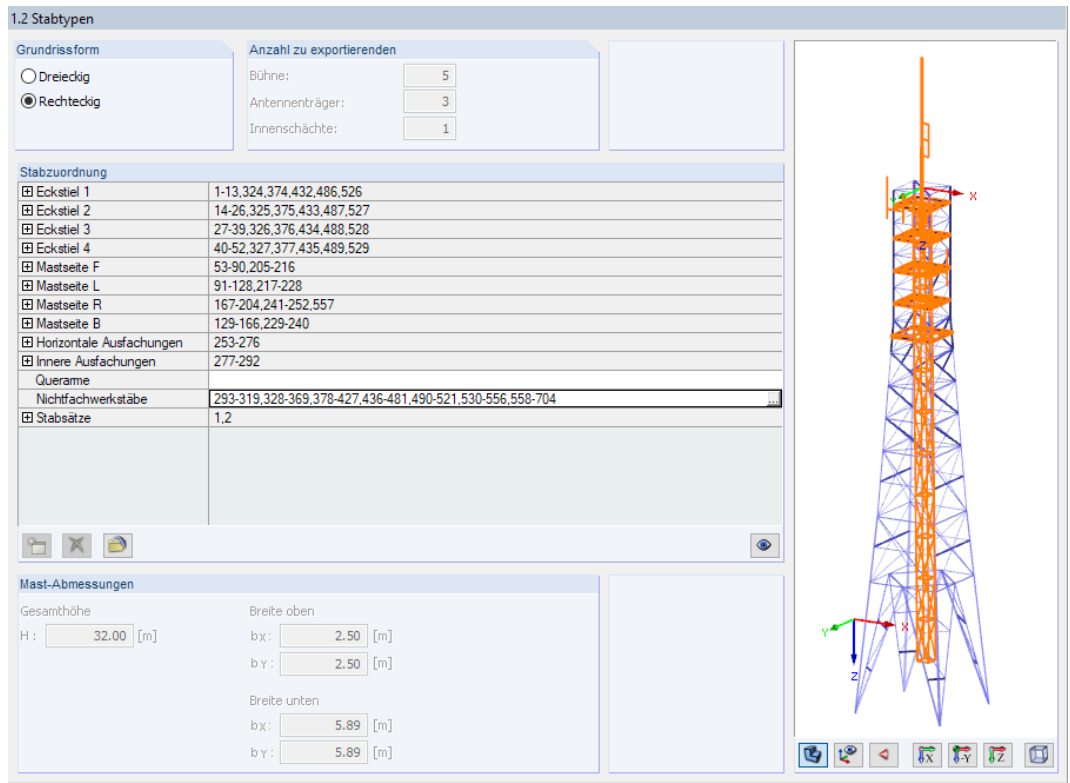 1.2 Stabtypen
Grundrissform
Dreieckig
Rechteckig
Anzahl zu exportierenden
Bühne: 5
Antennenträger: 3
Innenschächte: 1
Stabzuordnung
Eckstiel 1 1-13,324,374,432,486,526
Eckstiel 2 14-26,325,375,433,487,527
Eckstiel 3 27-39,326,376,434,488,528
Eckstiel 4 40-52,327,377,435,489,529
Mastseite F 53-90,205-216
Mastseite L 91-128,217-228
Mastseite R 167-204,241-252,557
Mastseite B 129-166,229-240
Horizontale Ausfachungen 253-276
Innere Ausfachungen 277-292
Querarme
Nichtfachwerkstäbe 293-319,328-369,378-427,436-481,490-521,530-556,558-704 ...
Stabsätze 1,2
Mast-Abmessungen
Gesamthöhe
H : 32.00 [m]
Breite oben
bX: 2.50 [m]
bY: 2.50 [m]
Breite unten
bX: 5.89 [m]
bY: 5.89 [m]
X
Y
Z
X
Y
Z
X
-Y
Z